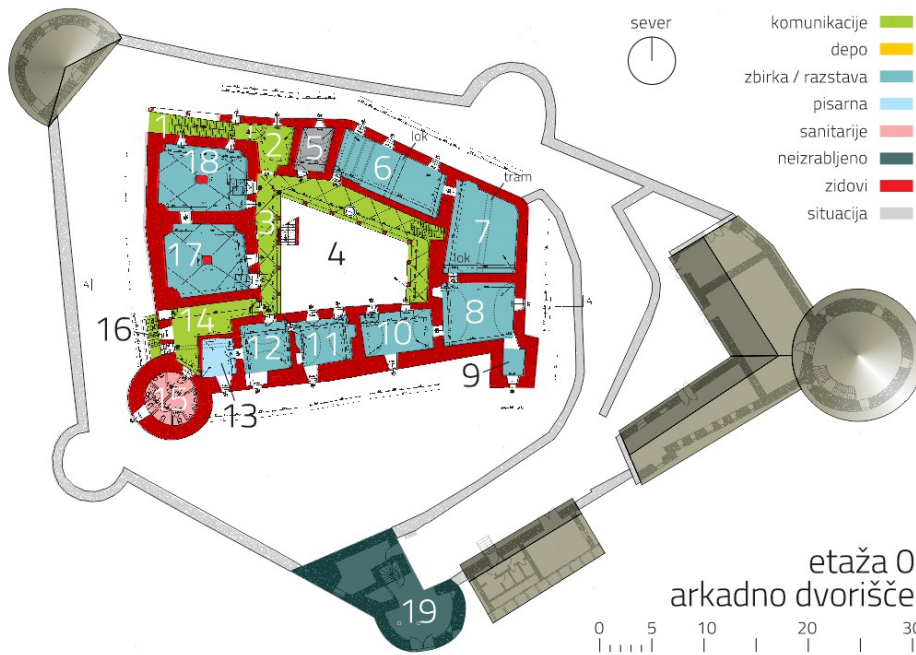 sever
komunikacije
depo
zbirka / razstava
pisarna
sanitarije
neizrabljeno
zidovi
situacija
1
2
5
lok
6
18
tram
3
4
7
17
lok
8
14
16
12
11
10
9
15
13
19
etaža 0
arkadno dvorišče
0 5 10 20 30